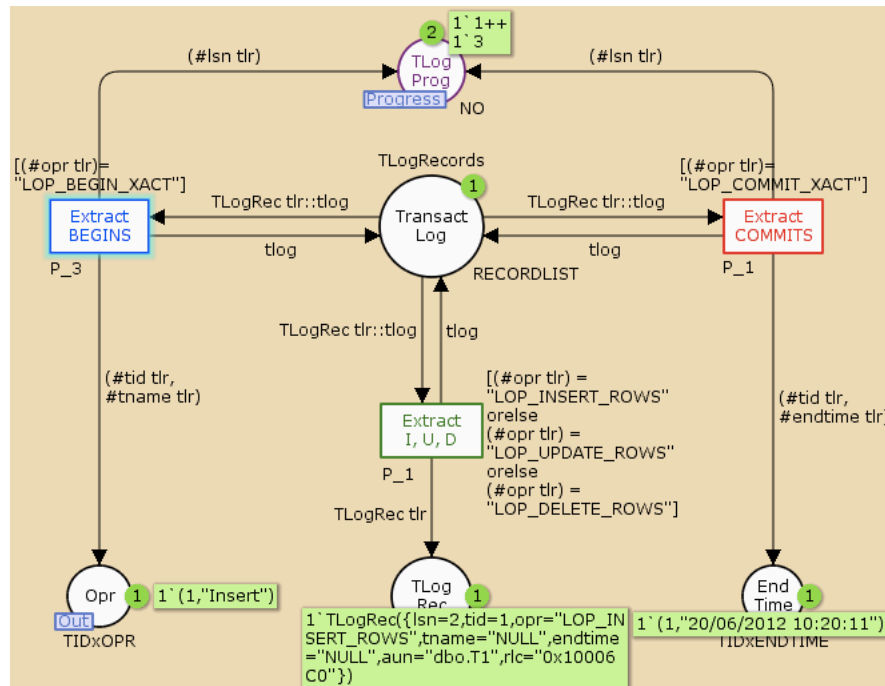 2
1`1++
1`3
(#lsn tlr)
TLog
Prog
(#lsn tlr)
Progress
NO
[(#opr tlr)=
"LOP_BEGIN_XACT"]
TLogRecords
[(#opr tlr)=
"LOP_COMMIT_XACT"]
1
Extract
BEGINS
TLogRec tlr::tlog
Transact
Log
TLogRec tlr::tlog
Extract
COMMITS
tlog
tlog
P_3
RECORDLIST
P_1
TLogRec tlr::tlog
tlog
(#tid tlr,
#tname tlr)
[(#opr tlr) =
"LOP_INSERT_ROWS"
orelse
(#opr tlr) =
"LOP_UPDATE_ROWS"
orelse
(#opr tlr) =
"LOP_DELETE_ROWS"]
(#tid tlr,
#endtime tlr)
Extract
I, U, D
P_1
TLogRec tlr
Opr
1
1`(1,"Insert")
Out
TIDxOPR
TLog
Rec
1
End
Time
1
1`TLogRec({lsn=2,tid=1,opr="LOP_IN
SERT_ROWS",tname="NULL",endtime
="NULL",aun="dbo.T1",rlc="0x10006
C0"})
1`(1,"20/06/2012 10:20:11")
TIDxENDTIME